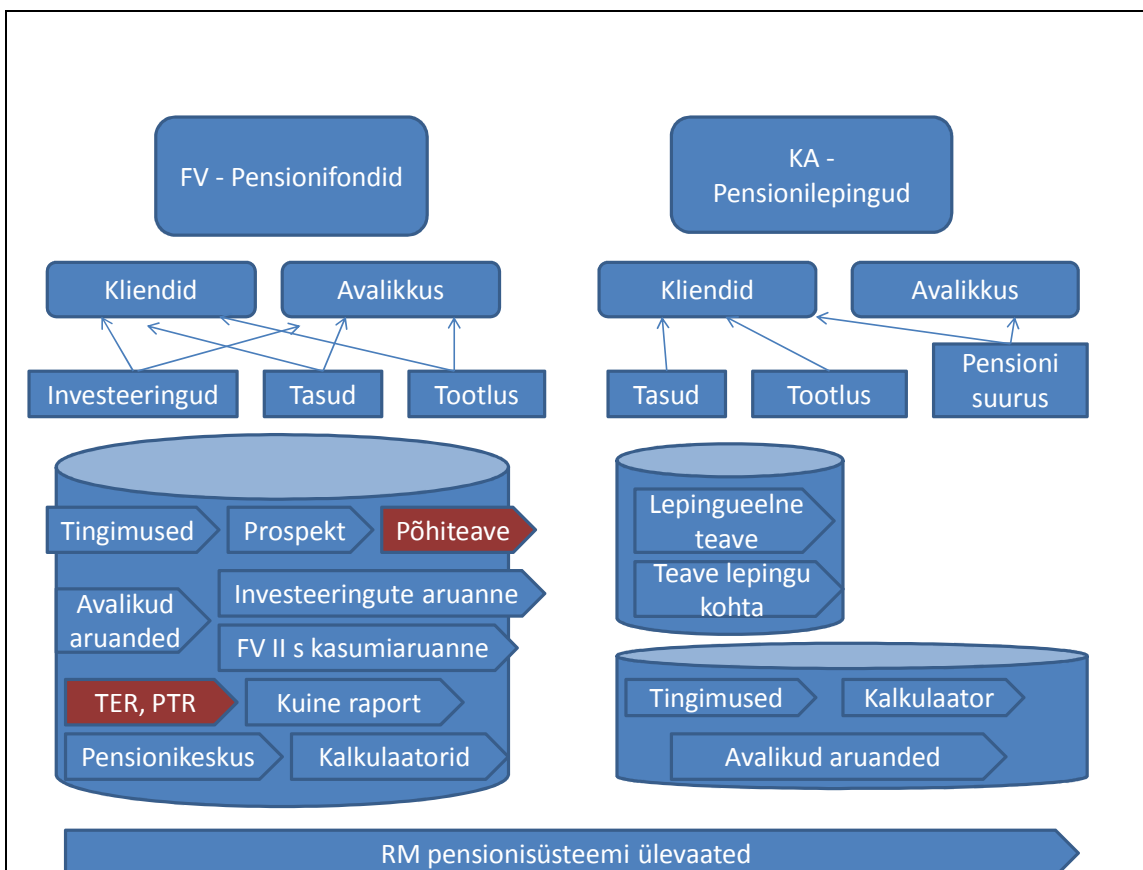 FV - Pensionifondid
KA -
Pensionilepingud
Kliendid
Avalikkus
Kliendid
Avalikkus
Investeeringud
Tasud
Tootlus
Tasud
Tootlus
Pensioni
suurus
Tingimused
Prospekt
Põhiteave
Avalikud
aruanded
Investeeringute aruanne
FV II s kasumiaruanne
TER, PTR
Kuine raport
Pensionikeskus
Kalkulaatorid
Lepingueelne
teave
Teave lepingu
kohta
Tingimused
Kalkulaator
Avalikud aruanded
RM pensionisüsteemi ülevaated